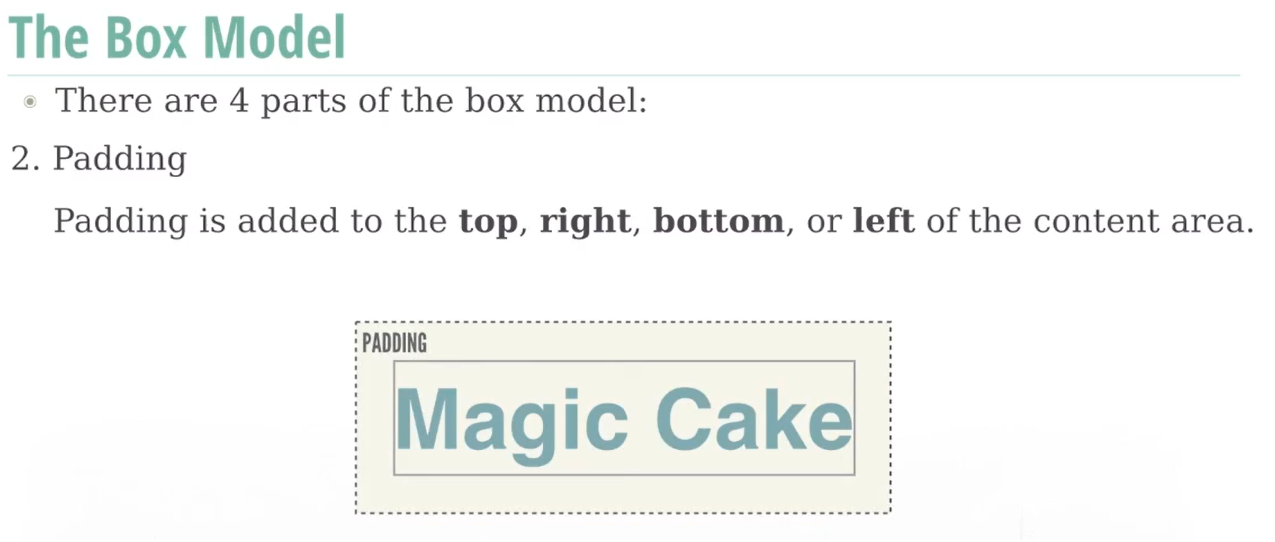 The Box Model
There are 4 parts of the box model:
2. Padding
Padding is added to the top, right, bottom, or left of the content area.
PADDING
Magic Cake